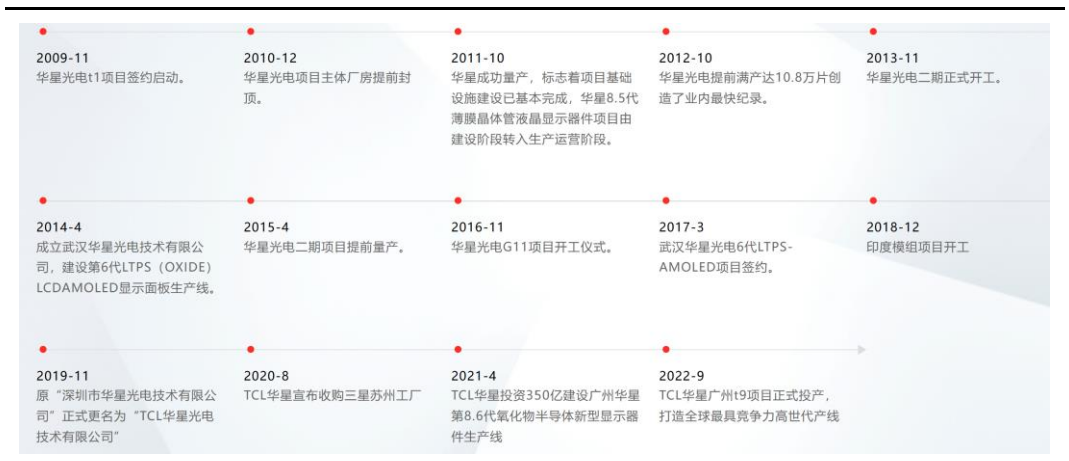 2009-11
华星光电t1项目签约启动。
2010-12
华星光电项目主体厂房提前封
顶。
2011-10
华星成功量产，标志着项目基础
设施建设已基本完成，华星8.5代
薄膜晶体管液晶显示器件项目由
建设阶段转入生产运营阶段。
2012-10
华星光电提前满产达10.8万片创
造了业内最快纪录。
2013-11
华星光电二期正式开工。
2014-4
成立武汉华星光电技术有限公
司，建设第6代LTPS（OXIDE）
LCDAMOLED显示面板生产线。
2015-4
华星光电二期项目提前量产。
2016-11
华星光电G11项目开工仪式。
2017-3
武汉华星光电6代LTPS-
AMOLED项目签约。
2018-12
印度模组项目开工
2019-11
原“深圳市华星光电技术有限公
司”正式更名为“TCL华星光电
技术有限公司”
2020-8
TCL华星宣布收购三星苏州工厂
2021-4
TCL华星投资350亿建设广州华星
第8.6代氧化物半导体新型显示器
件生产线
2022-9
TCL华星广州t9项目正式投产，
打造全球最具竞争力高世代产线